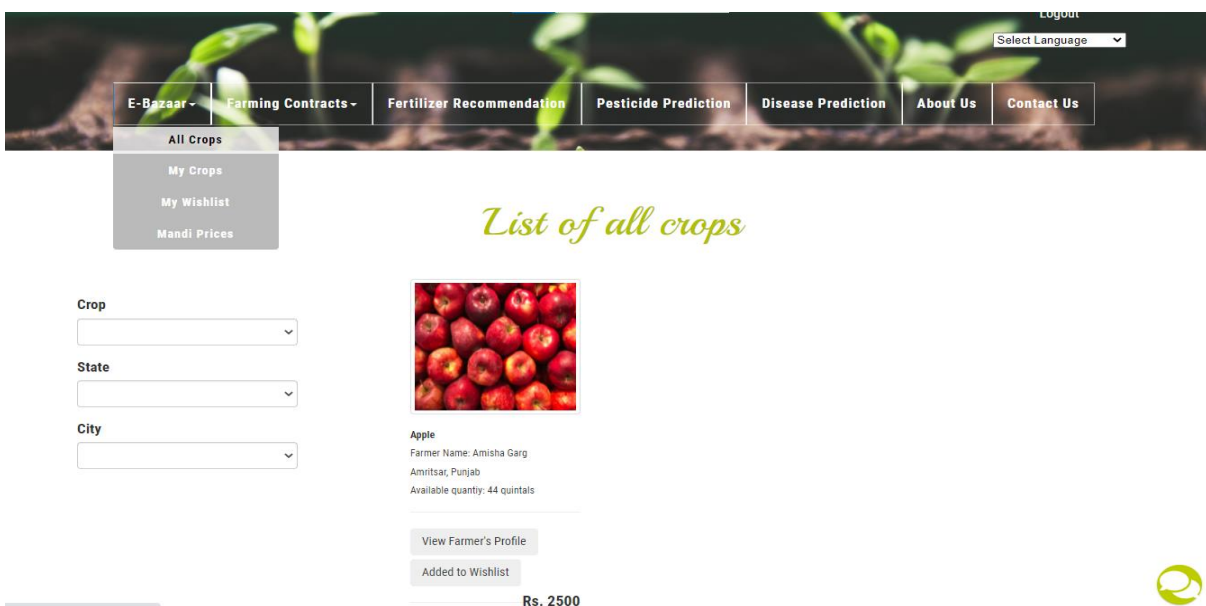 Logout
Select Language
E-Bazaar
Farming Contracts
Fertilizer Recommendation
Pesticide Prediction
Disease Prediction
About Us
Contact Us
All Crops
My Crops
My Wishlist
Mandi Prices
List of all crops
Crop
State
City
Apple
Farmer Name: Amisha Garg
Amritsar, Punjab
Available quantiy: 44 quintals
View Farmer's Profile
Added to Wishlist
Rs. 2500